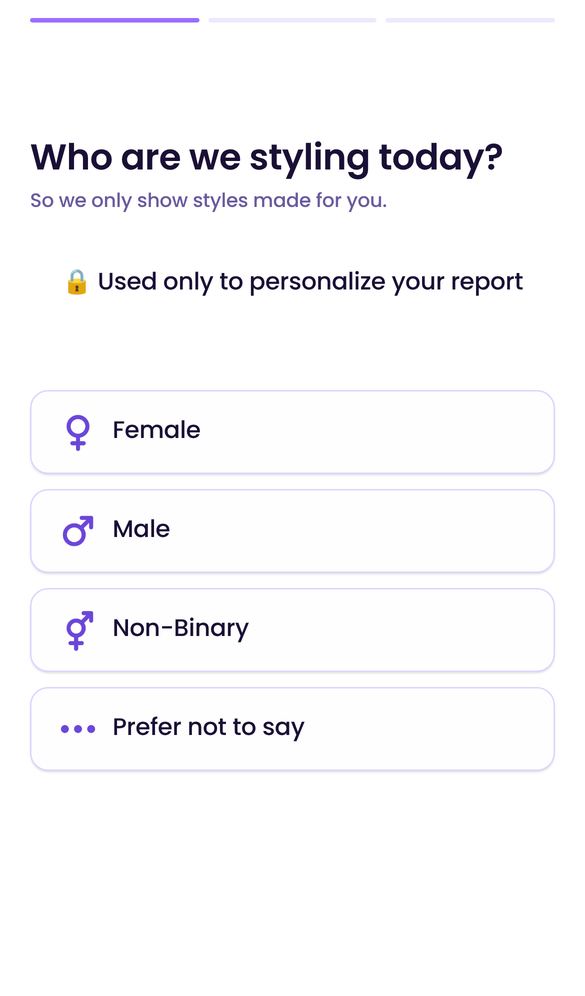 Who are we styling today?
So we only show styles made for you.
🔒 Used only to personalize your report
Female
Male
Non-Binary
Prefer not to say